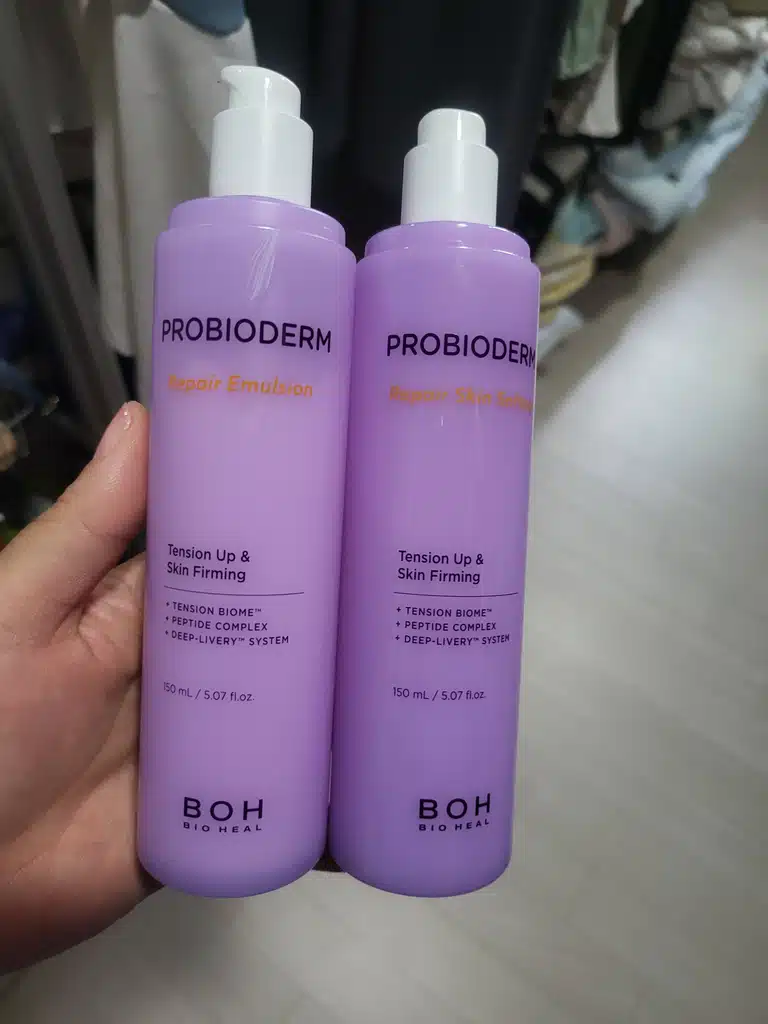 PROBIODERM
Repair Emulsion
Tension Up &
Skin Firming
+ TENSION BIOME™
+ PEPTIDE COMPLEX
+ DEEP-LIVERY™ SYSTEM
150 mL / 5.07 fl.oz.
BOH
BIO HEAL
PROBIODERM
Repair Skin
Tension Up &
Skin Firming
+ TENSION BIOME™
+ PEPTIDE COMPLEX
+ DEEP-LIVERY™ SYSTEM
150 mL / 5.07 fl.oz.
BOH
BIO HEAL